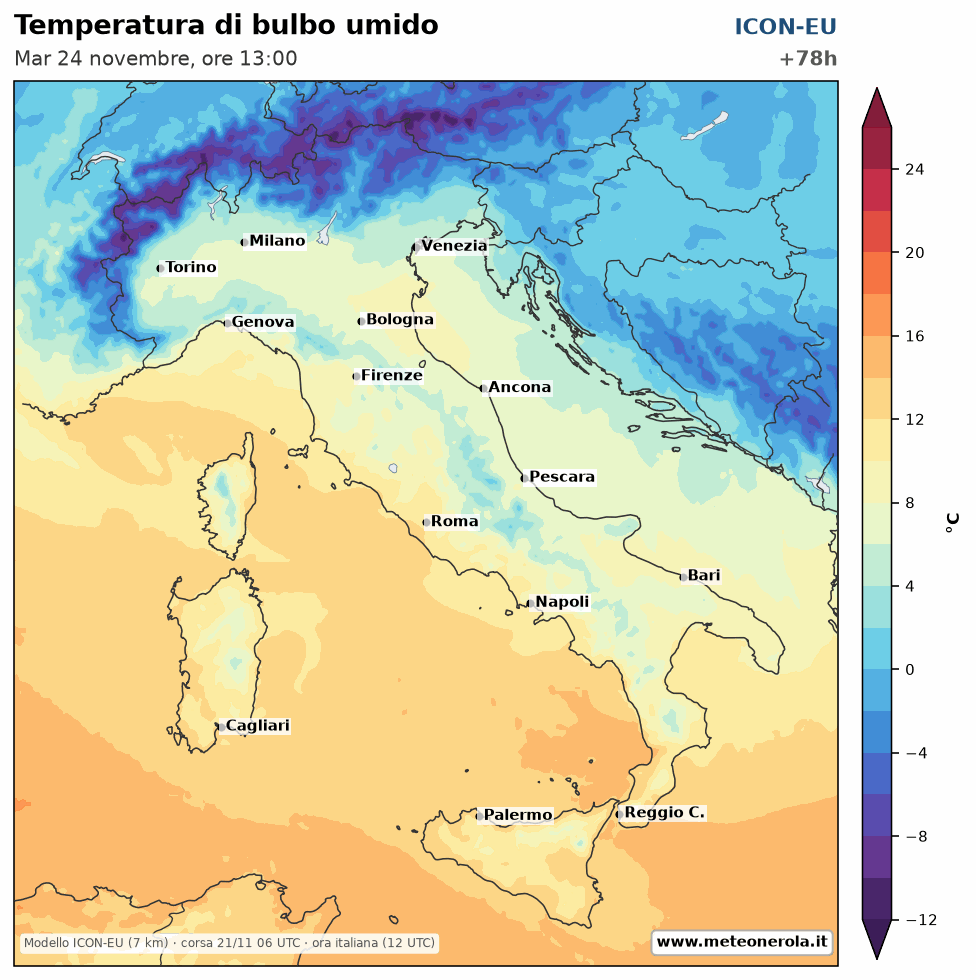 Temperatura di bulbo umido
ICON-EU
Mar 24 novembre, ore 13:00
+78h
Milano
Venezia
Torino
Genova
Bologna
Firenze
Ancona
Pescara
Roma
Bari
Napoli
Cagliari
Palermo
Reggio C.
24
20
16
12
8
4
0
−4
−8
−12
°C
Modello ICON-EU (7 km) · corsa 21/11 06 UTC · ora italiana (12 UTC)
www.meteonerola.it